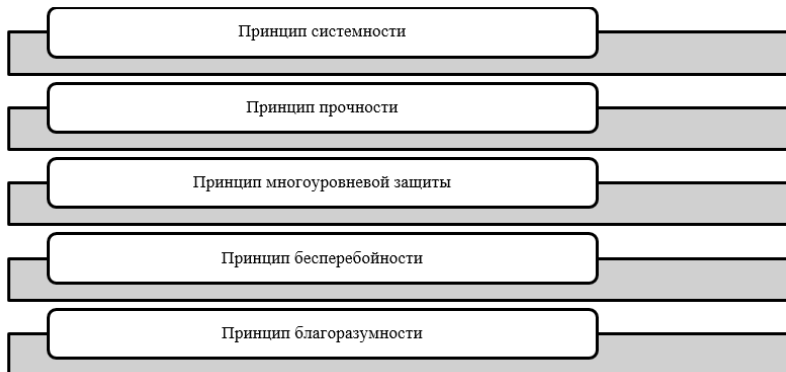 Принцип системности
Принцип прочности
Принцип многоуровневой защиты
Принцип бесперебойности
Принцип благоразумности